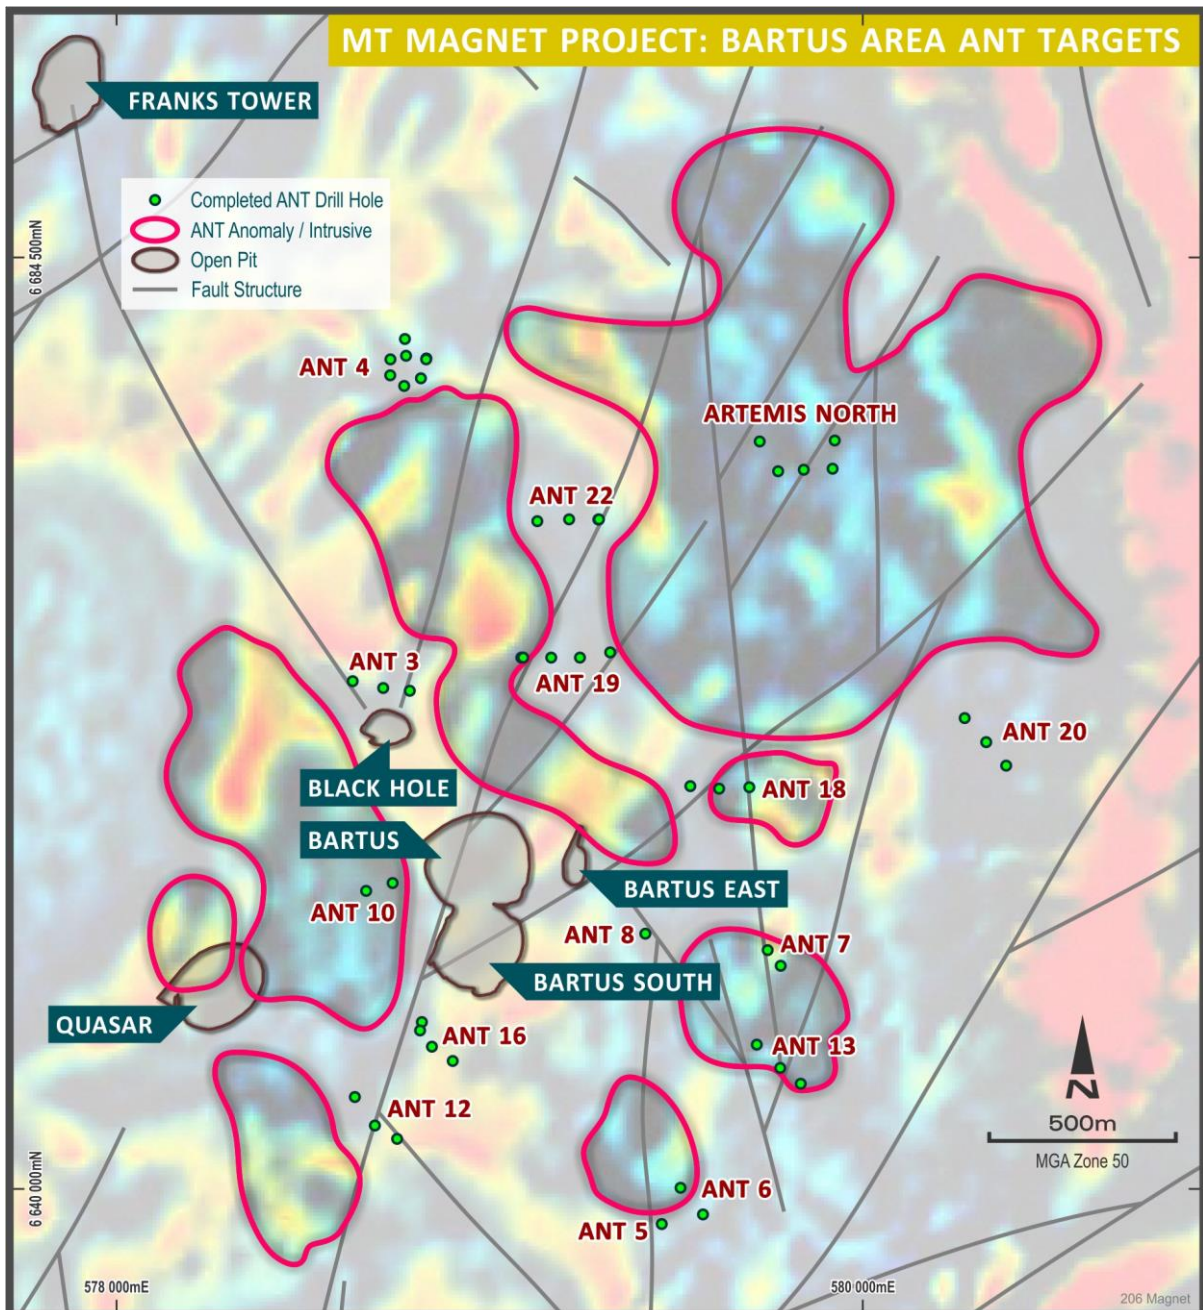 MT MAGNET PROJECT: BARTUS AREA ANT TARGETS
FRANKS TOWER
Completed ANT Drill Hole
ANT Anomaly / Intrusive
Open Pit
Fault Structure
6 684 500mN
ANT 4
ARTEMIS NORTH
ANT 22
ANT 3
ANT 19
ANT 20
BLACK HOLE
ANT 18
BARTUS
BARTUS EAST
ANT 10
ANT 8
ANT 7
BARTUS SOUTH
QUASAR
ANT 16
ANT 13
ANT 12
N
500m
MGA Zone 50
6 640 000mN
ANT 6
ANT 5
578 000mE
580 000mE
206 Magnet